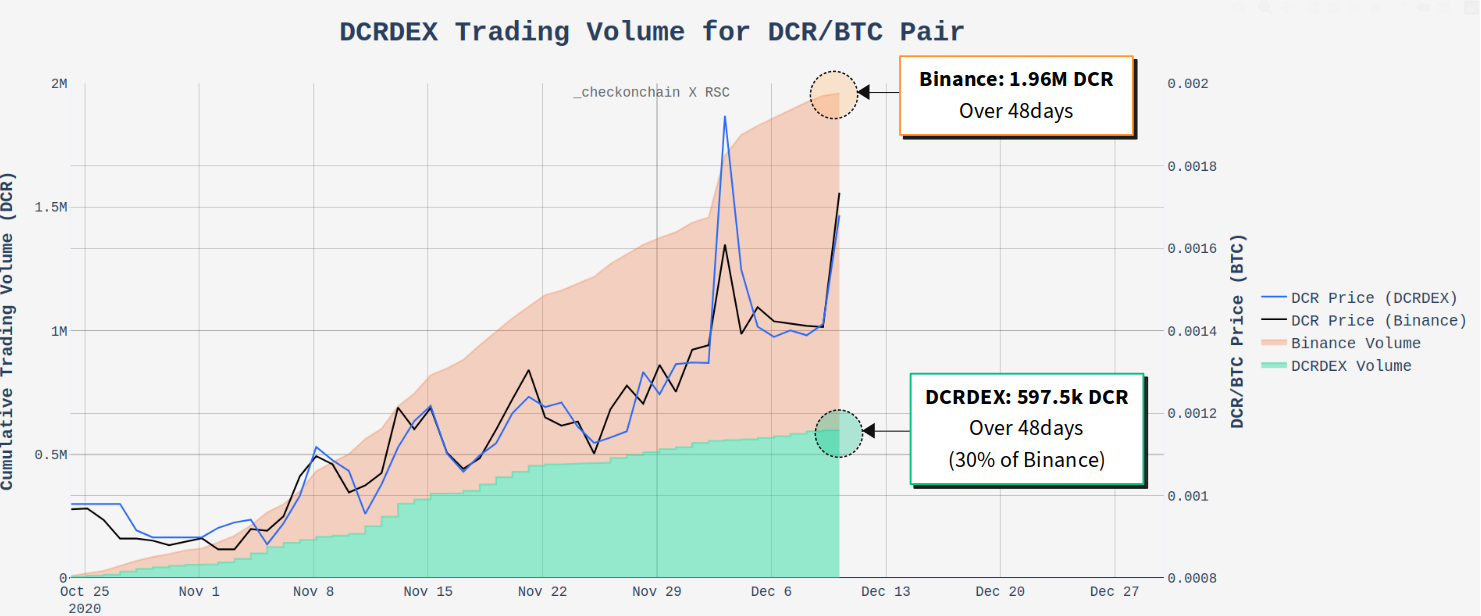 DCRDEX Trading Volume for DCR/BTC Pair
_checkonchain X RSC
Binance: 1.96M DCR
Over 48days
DCRDEX: 597.5k DCR
Over 48days
(30% of Binance)
Cumulative Trading Volume (DCR)
2M
1.5M
1M
0.5M
0
Oct 25
2020
Nov 1
Nov 8
Nov 15
Nov 22
Nov 29
Dec 6
Dec 13
Dec 20
Dec 27
0.002
0.0018
0.0016
0.0014
0.0012
0.001
0.0008
DCR/BTC Price (BTC)
DCR Price (DCRDEX)
DCR Price (Binance)
Binance Volume
DCRDEX Volume